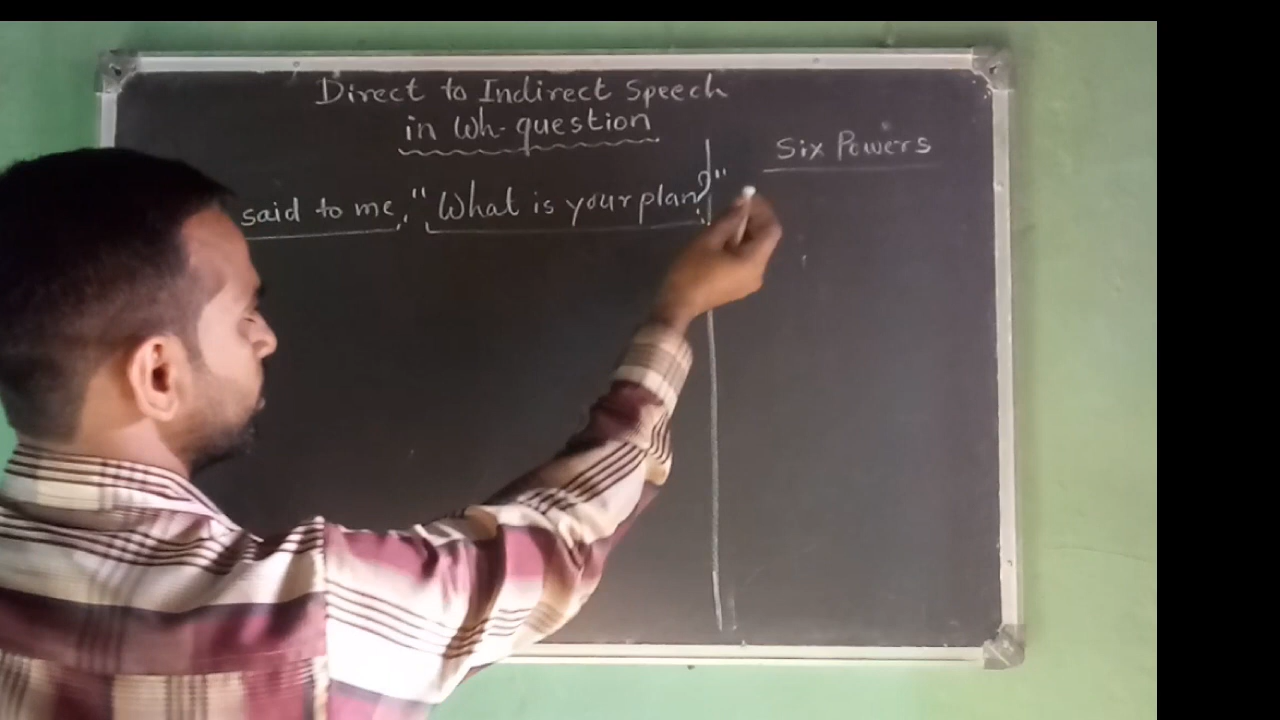 Direct to Indirect Speech
in Wh-question
Six Powers
said to me, "What is your plan?"